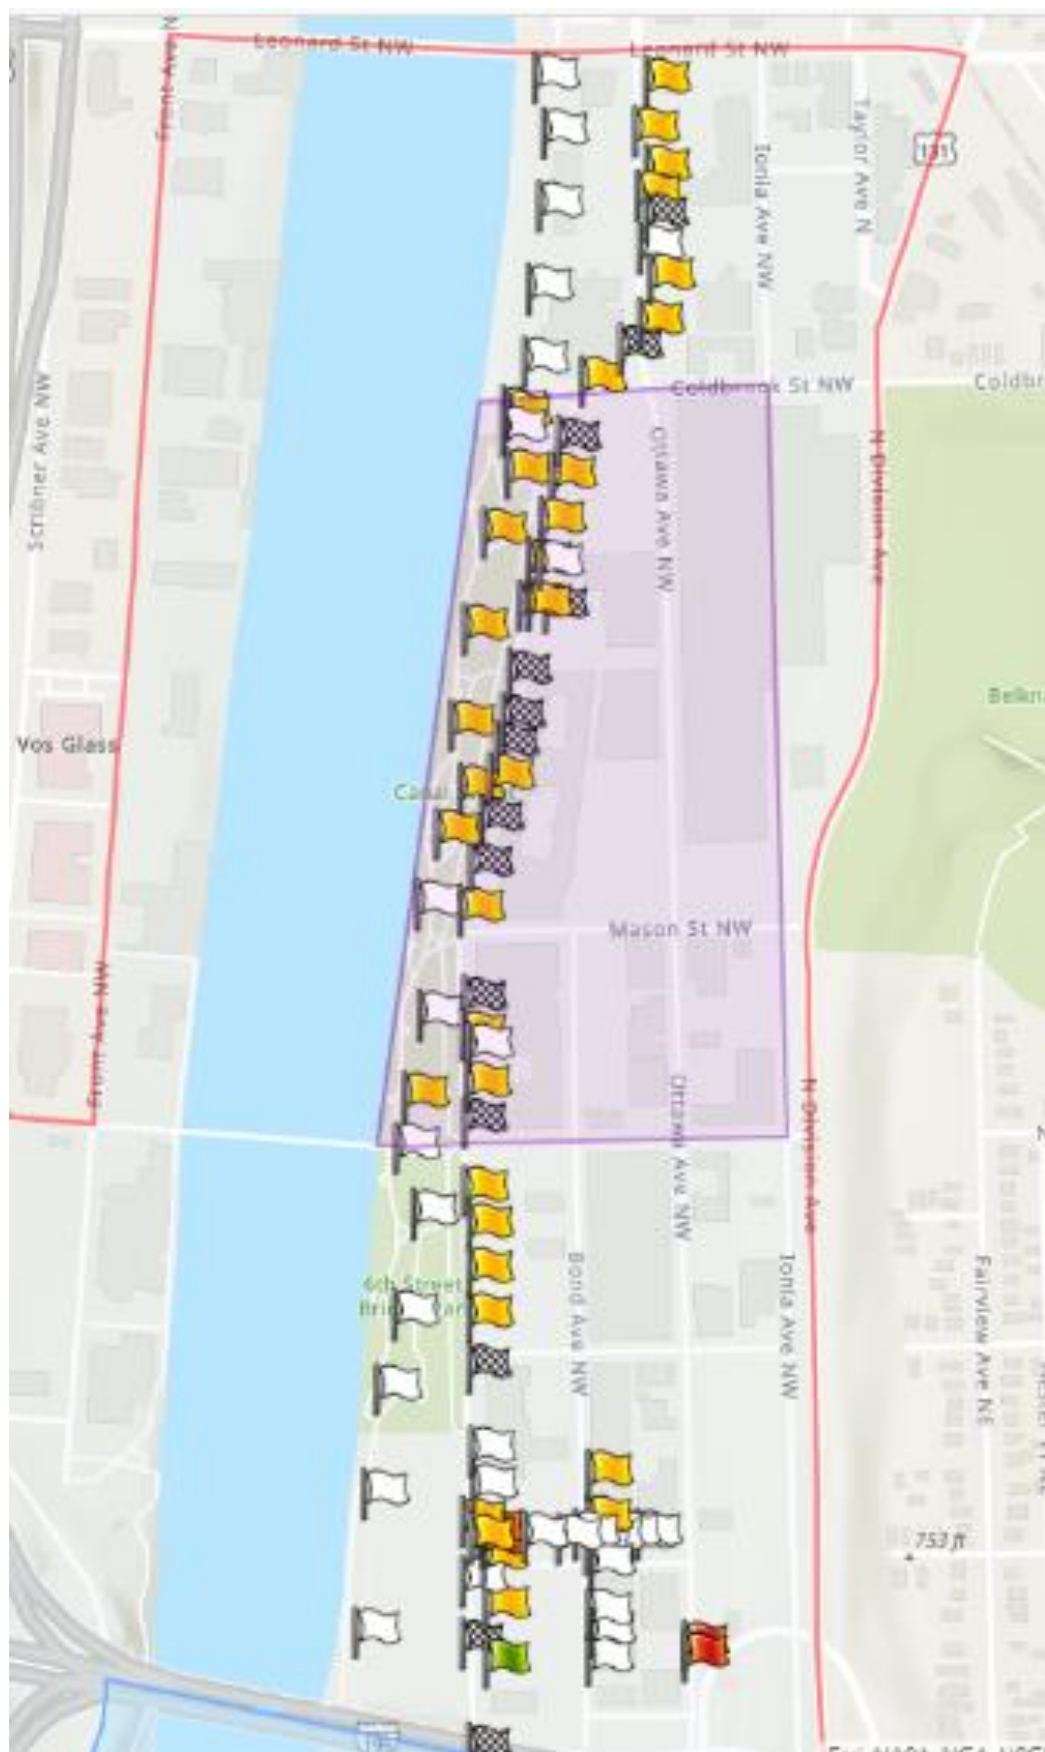 Leonard St NW
Leonard St NW
Front Ave N
Taylor Ave N
131
Ionia Ave NW
Scribner Ave NW
Coldbrook St NW
Coldbr
Ottawa Ave NW
N Division Ave
Belkn
Vos Glass
Canal
Mason St NW
Front Ave NW
Ottawa Ave NW
N Division Ave
N
6th Street
Bond Ave NW
Ionia Ave NW
Fairview Ave NE
753 ft